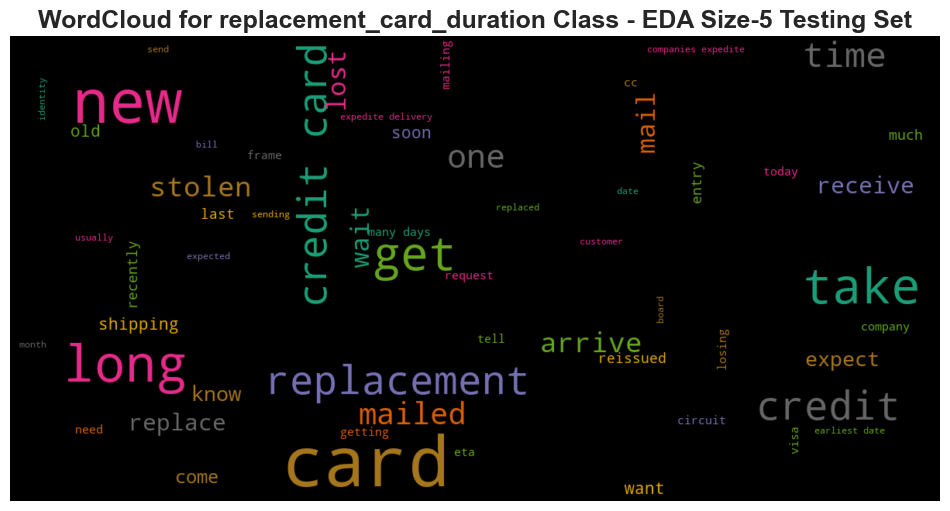 WordCloud for replacement_card_duration Class - EDA Size-5 Testing Set
send
companies expedite
time
mailing
lost
credit card
new
identity
cc
mail
expedite delivery
old
soon
much
bill
frame
one
entry
today
receive
stolen
date
last
sending
replaced
wait
many days
usually
customer
get
expected
recently
request
take
board
shipping
company
month
tell
arrive
losing
long
reissued
expect
replacement
know
credit
mailed
replace
circuit
need
getting
visa
earliest date
card
eta
come
want